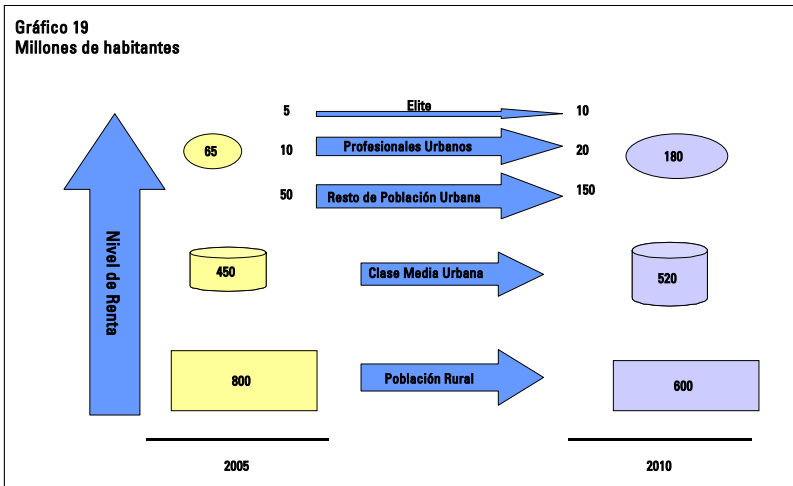 Gráfico 19
Millones de habitantes
5 Elite 10
65 10 Profesionales Urbanos 20 180
50 Resto de Población Urbana 150
Nivel de Renta
450 Clase Media Urbana 520
800 Población Rural 600
2005 2010